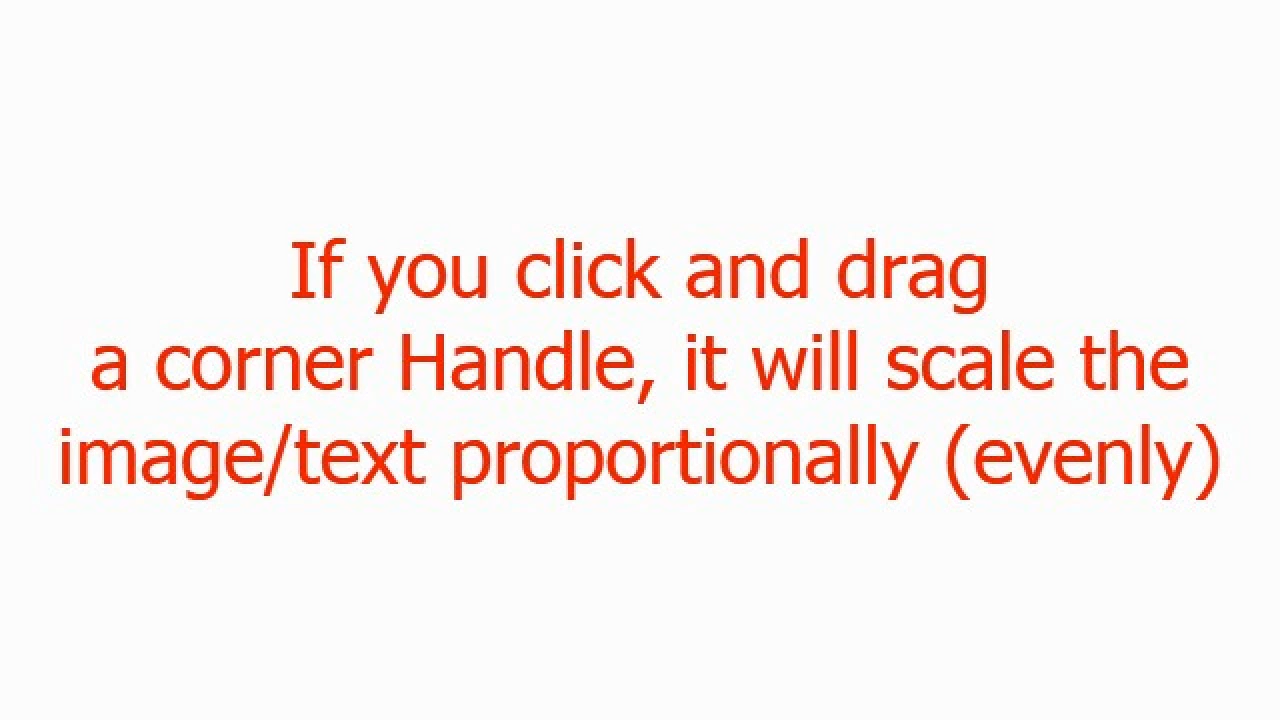 If you click and drag
a corner Handle, it will scale the
image/text proportionally (evenly)